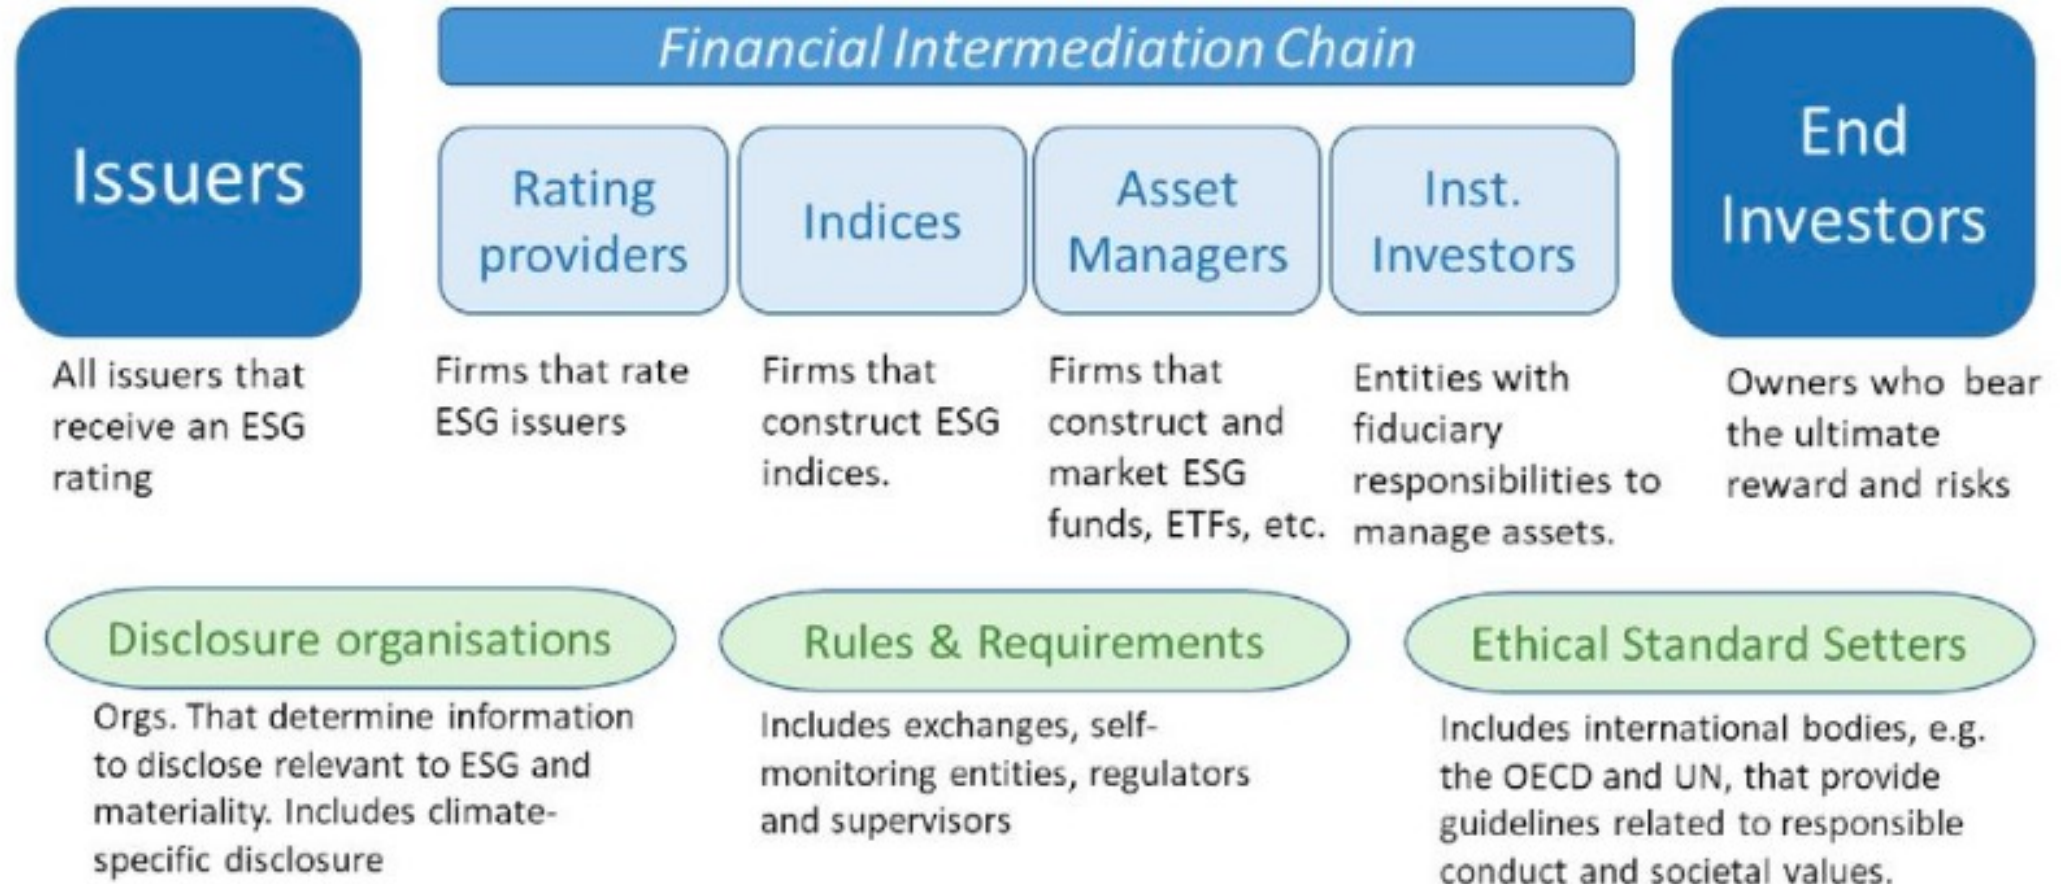 Issuers
All issuers that
receive an ESG
rating
Financial Intermediation Chain
Rating
providers
Firms that rate
ESG issuers
Indices
Firms that
construct ESG
indices.
Asset
Managers
Firms that
construct and
market ESG
funds, ETFs, etc.
Inst.
Investors
Entities with
fiduciary
responsibilities to
manage assets.
End
Investors
Owners who bear
the ultimate
reward and risks
Disclosure organisations
Orgs. That determine information
to disclose relevant to ESG and
materiality. Includes climate-
specific disclosure
Rules & Requirements
Includes exchanges, self-
monitoring entities, regulators
and supervisors
Ethical Standard Setters
Includes international bodies, e.g.
the OECD and UN, that provide
guidelines related to responsible
conduct and societal values.